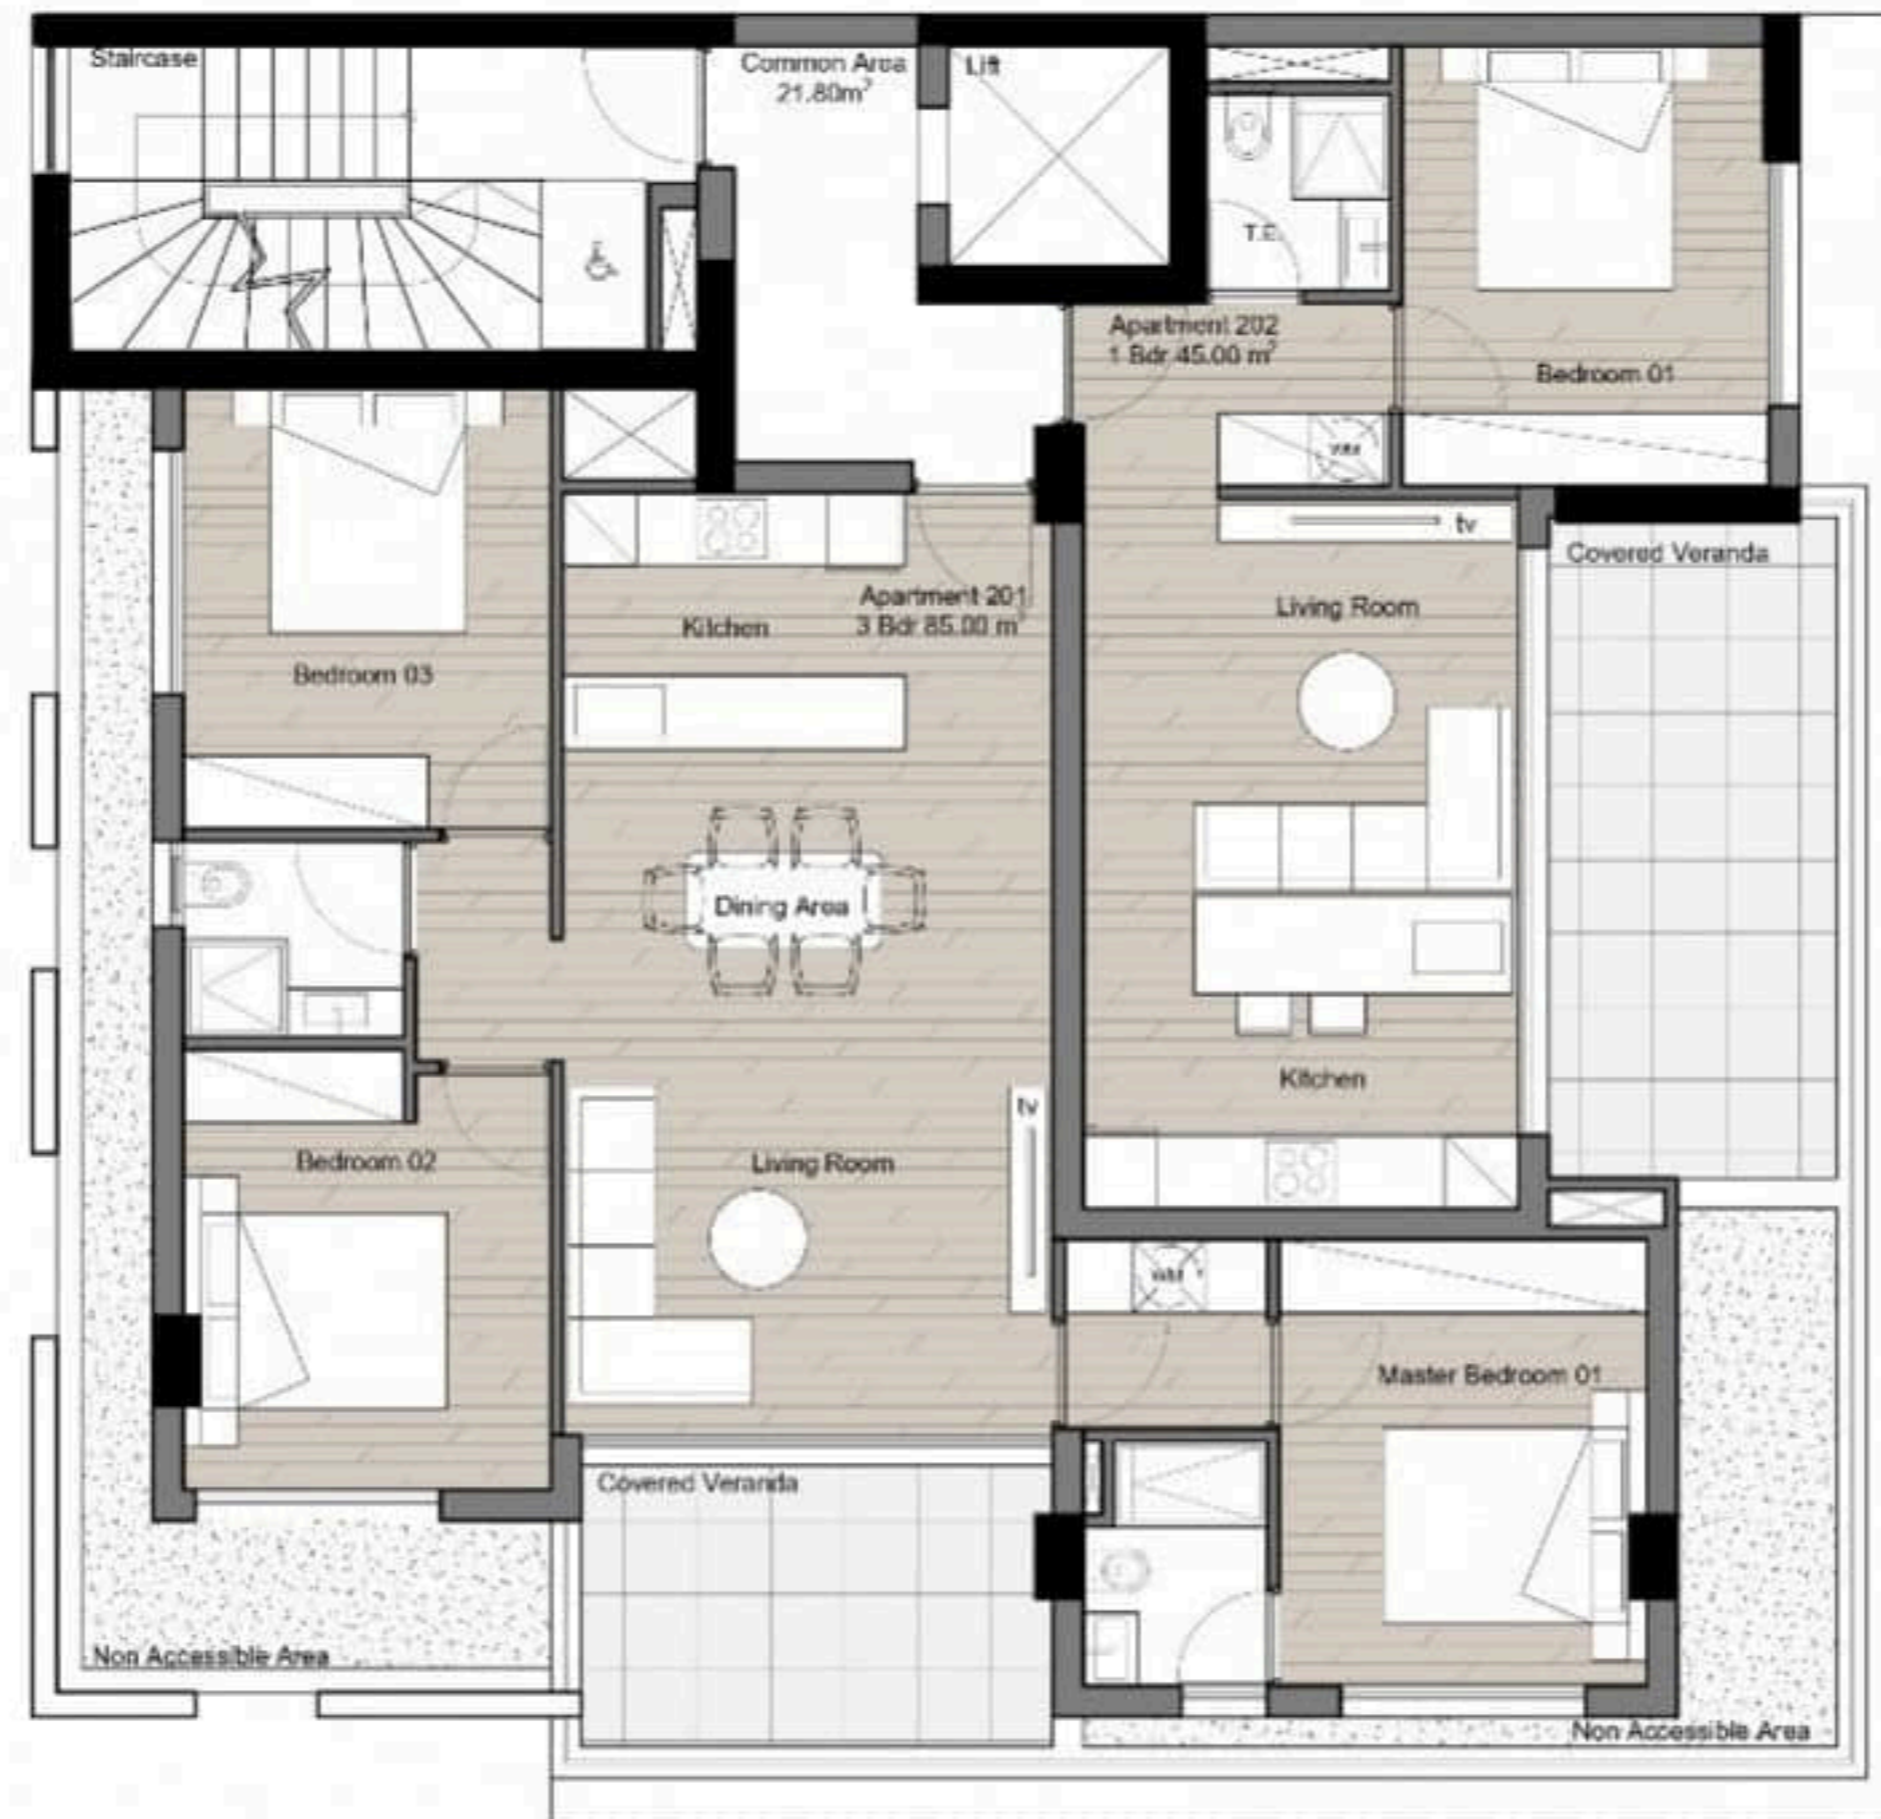 Staircase
Common Area
21.80m²
Lift
T.E.
Apartment 202
1 Bdr 45.00 m²
Bedroom 01
WM
tv
Covered Veranda
Living Room
Apartment 201
3 Bdr 85.00 m²
Kitchen
Bedroom 03
Dining Area
Kitchen
tv
Bedroom 02
Living Room
WM
Master Bedroom 01
Covered Veranda
Non Accessible Area
Non Accessible Area